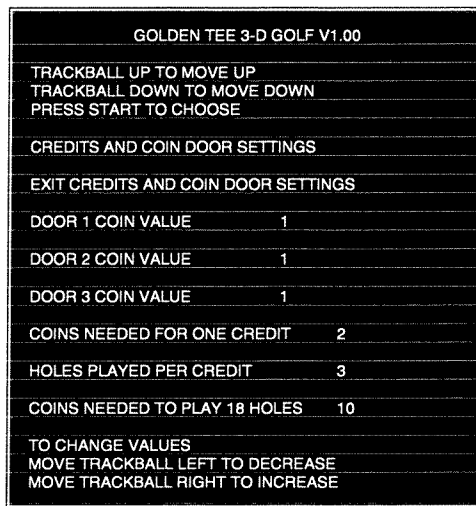 GOLDEN TEE 3-D GOLF V1.00
TRACKBALL UP TO MOVE UP
TRACKBALL DOWN TO MOVE DOWN
PRESS START TO CHOOSE
CREDITS AND COIN DOOR SETTINGS
EXIT CREDITS AND COIN DOOR SETTINGS
DOOR 1 COIN VALUE 1
DOOR 2 COIN VALUE 1
DOOR 3 COIN VALUE 1
COINS NEEDED FOR ONE CREDIT 2
HOLES PLAYED PER CREDIT 3
COINS NEEDED TO PLAY 18 HOLES 10
TO CHANGE VALUES
MOVE TRACKBALL LEFT TO DECREASE
MOVE TRACKBALL RIGHT TO INCREASE